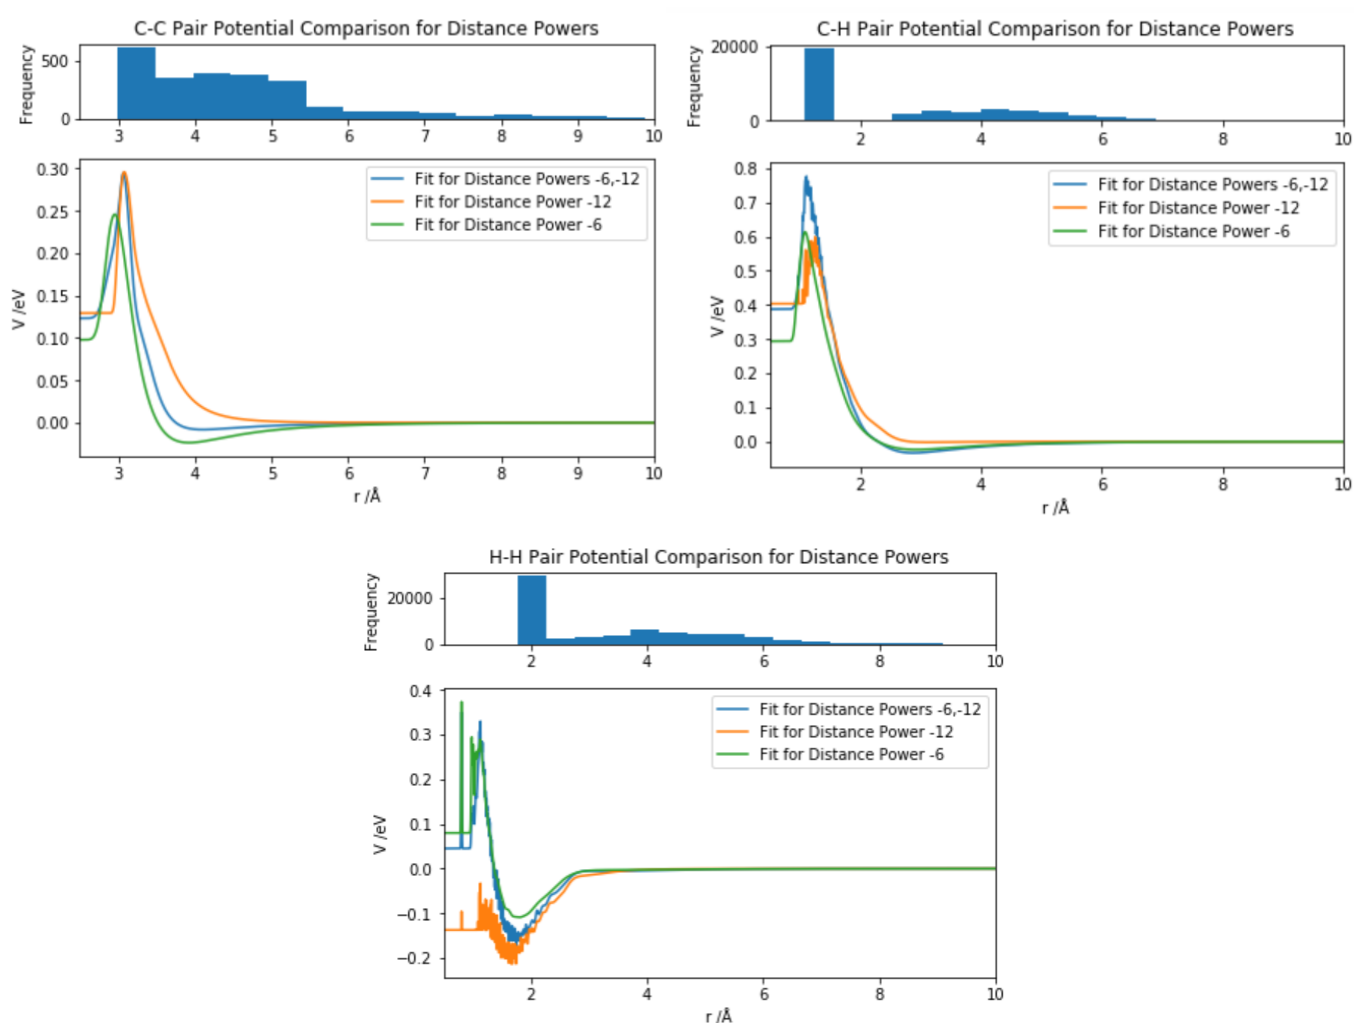 C-C Pair Potential Comparison for Distance Powers
Frequency
500
0
3 4 5 6 7 8 9 10
V /eV
0.30
0.25
0.20
0.15
0.10
0.05
0.00
Fit for Distance Powers -6,-12
Fit for Distance Power -12
Fit for Distance Power -6
3 4 5 6 7 8 9 10
r /Å
C-H Pair Potential Comparison for Distance Powers
Frequency
20000
10000
0
2 4 6 8 10
V /eV
0.8
0.7
0.6
0.5
0.4
0.3
0.2
0.1
0.0
Fit for Distance Powers -6,-12
Fit for Distance Power -12
Fit for Distance Power -6
2 4 6 8 10
r /Å
H-H Pair Potential Comparison for Distance Powers
Frequency
20000
0
2 4 6 8 10
V /eV
0.4
0.3
0.2
0.1
0.0
−0.1
−0.2
Fit for Distance Powers -6,-12
Fit for Distance Power -12
Fit for Distance Power -6
2 4 6 8 10
r /Å